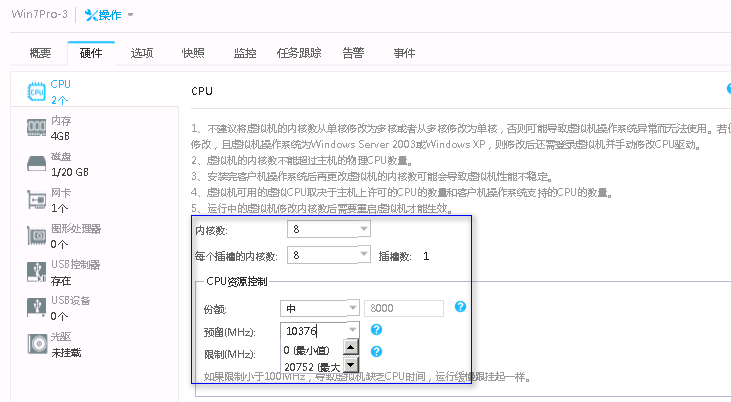 Win7Pro-3 操作
概要 硬件 选项 快照 监控 任务跟踪 告警 事件
CPU
2个
内存
4GB
磁盘
1/20 GB
网卡
1个
图形处理器
0个
USB控制器
存在
USB设备
0个
光驱
未挂载
CPU
1、不建议将虚拟机的内核数从单核修改为多核或者从多核修改为单核，否则可能导致虚拟机操作系统异常而无法使用。若
修改，且虚拟机操作系统为Windows Server 2003或Windows XP，则修改后还需登录虚拟机并手动修改CPU驱动。
2、虚拟机的内核数不能超过主机的物理CPU数量。
3、安装完客户机操作系统后再更改虚拟机的内核数可能会导致虚拟机性能不稳定。
4、虚拟机可用的虚拟CPU取决于主机上许可的CPU的数量和客户机操作系统支持的CPU的数量。
5、运行中的虚拟机修改内核数后需要重启虚拟机才能生效。
内核数: 8
每个插槽的内核数: 8 插槽数: 1
CPU资源控制
份额: 中 8000 ?
预留(MHz): 10376 ?
0 (最小值)
限制(MHz): ?
20752 (最大
如果限制小于100MHz，导致虚拟机缺乏CPU时间，运行缓慢跟挂起一样。